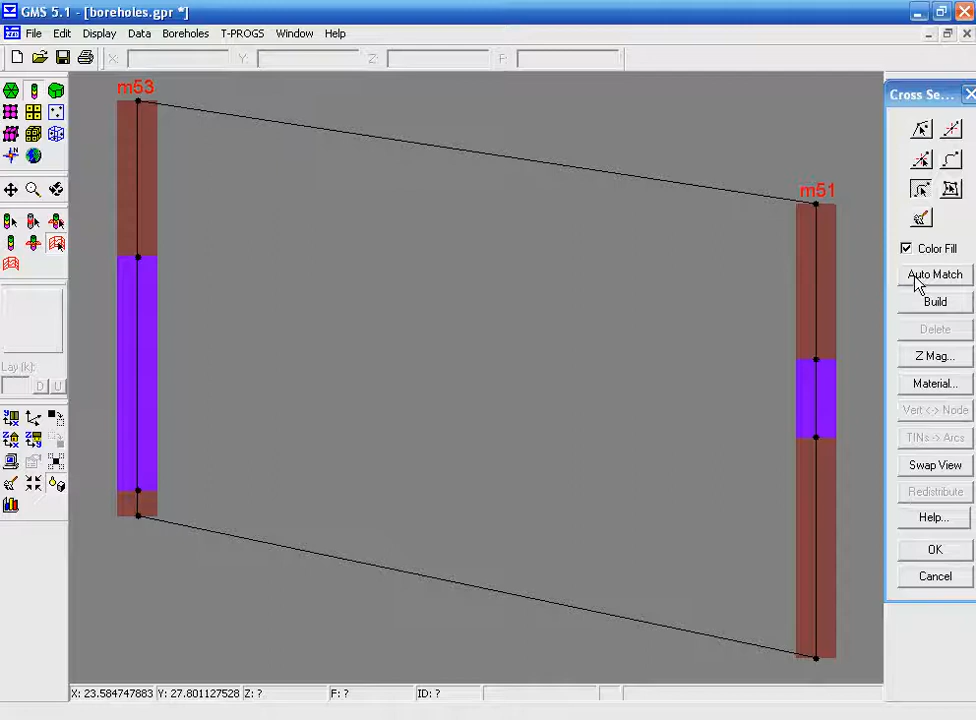 GMS 5.1 - [boreholes.gpr *]
File Edit Display Data Boreholes T-PROGS Window Help
X: Y: Z: F:
m53
m51
Cross Se...
Color Fill
Auto Match
Build
Delete
Z Mag...
Material...
Vert <-> Node
TINs -> Arcs
Swap View
Redistribute
Help...
OK
Cancel
Lay (k):
D U
X: 23.584747883 Y: 27.801127528 Z: ? F: ? ID: ?